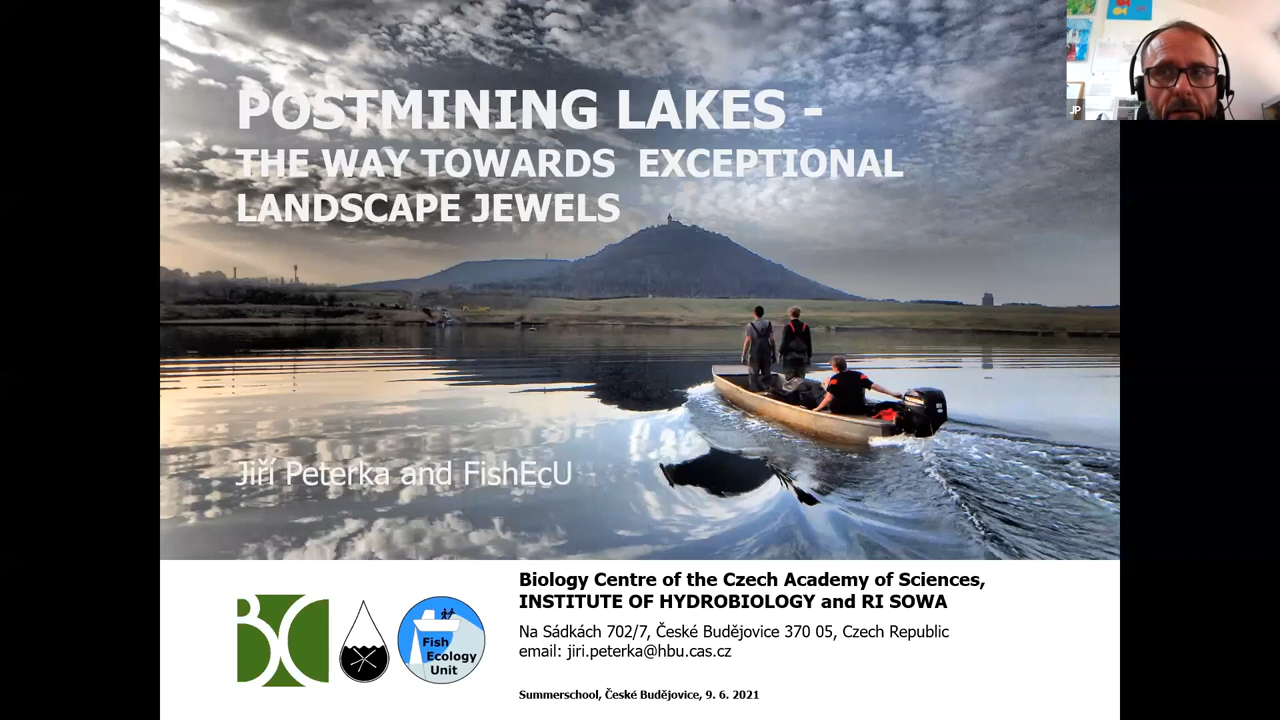 POSTMINING LAKES -
THE WAY TOWARDS EXCEPTIONAL
LANDSCAPE JEWELS
JP
Jiří Peterka and FishEcU
BC
Fish
Ecology
Unit
Biology Centre of the Czech Academy of Sciences,
INSTITUTE OF HYDROBIOLOGY and RI SOWA
Na Sádkách 702/7, České Budějovice 370 05, Czech Republic
email: jiri.peterka@hbu.cas.cz
Summerschool, České Budějovice, 9. 6. 2021